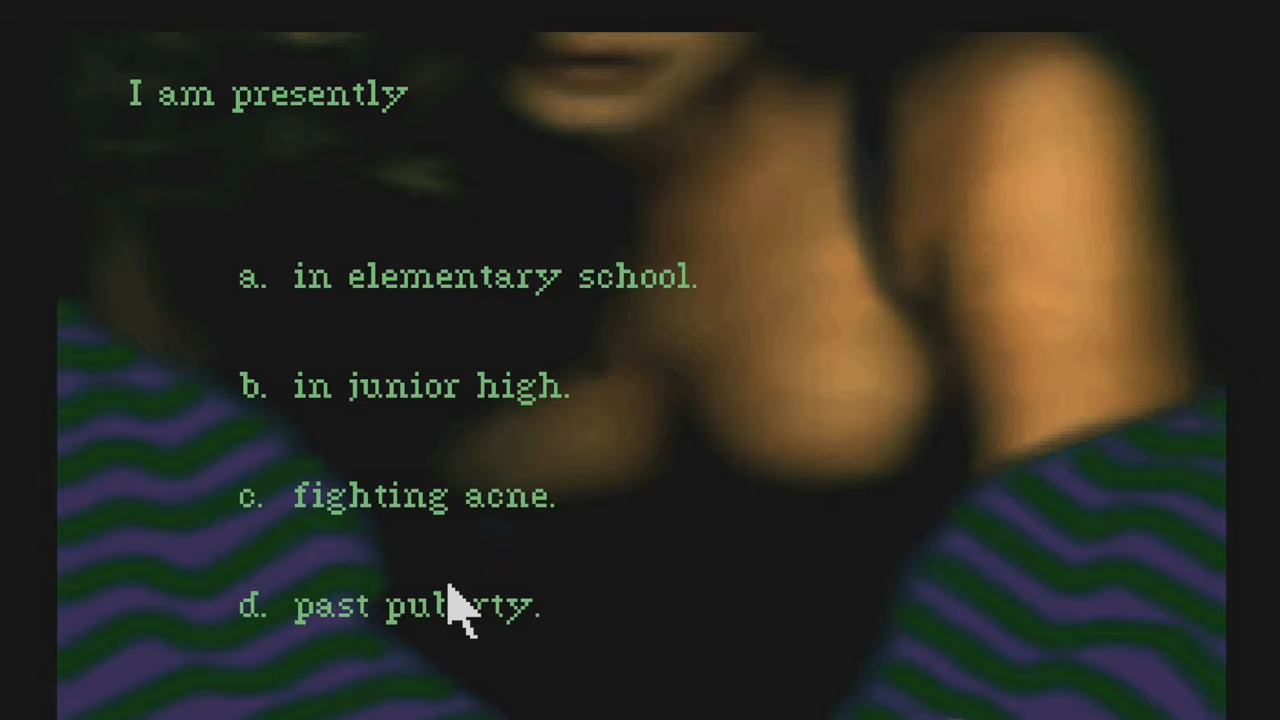 I am presently
a. in elementary school.
b. in junior high.
c. fighting acne.
d. past puberty.